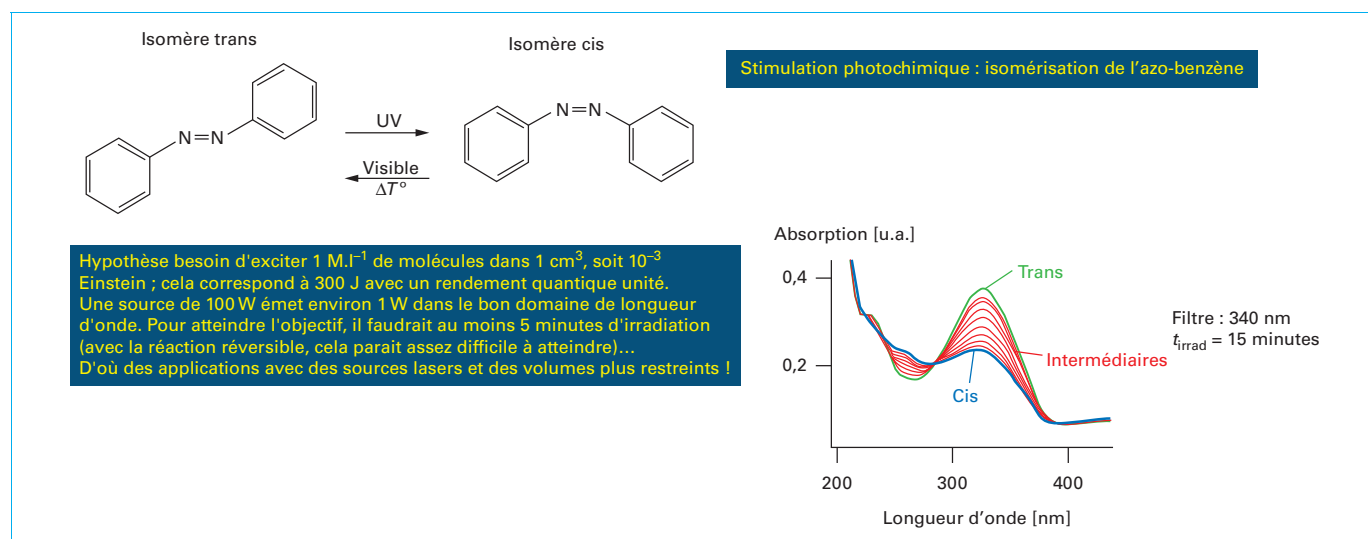 Isomère trans
Isomère cis
Stimulation photochimique : isomérisation de l'azo-benzène
N=N
UV
Visible
ΔT°
N=N
Hypothèse besoin d'exciter 1 M.l⁻¹ de molécules dans 1 cm³, soit 10⁻³
Einstein ; cela correspond à 300 J avec un rendement quantique unité.
Une source de 100 W émet environ 1 W dans le bon domaine de longueur
d'onde. Pour atteindre l'objectif, il faudrait au moins 5 minutes d'irradiation
(avec la réaction réversible, cela parait assez difficile à atteindre)...
D'où des applications avec des sources lasers et des volumes plus restreints !
Absorption [u.a.]
0,4
0,2
Trans
Intermédiaires
Cis
Filtre : 340 nm
t_irrad = 15 minutes
200 300 400
Longueur d'onde [nm]